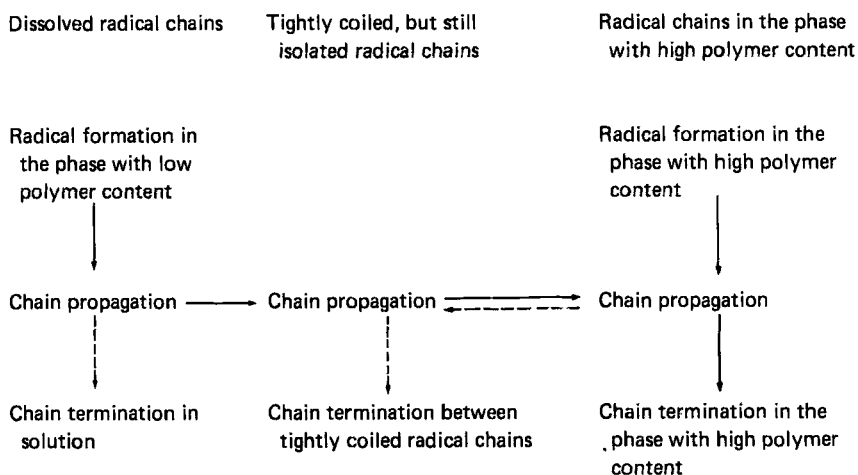 Dissolved radical chains
Tightly coiled, but still
isolated radical chains
Radical chains in the phase
with high polymer content
Radical formation in
the phase with low
polymer content
Radical formation in the
phase with high polymer
content
Chain propagation
Chain propagation
Chain propagation
Chain termination in
solution
Chain termination between
tightly coiled radical chains
Chain termination in the
phase with high polymer
content